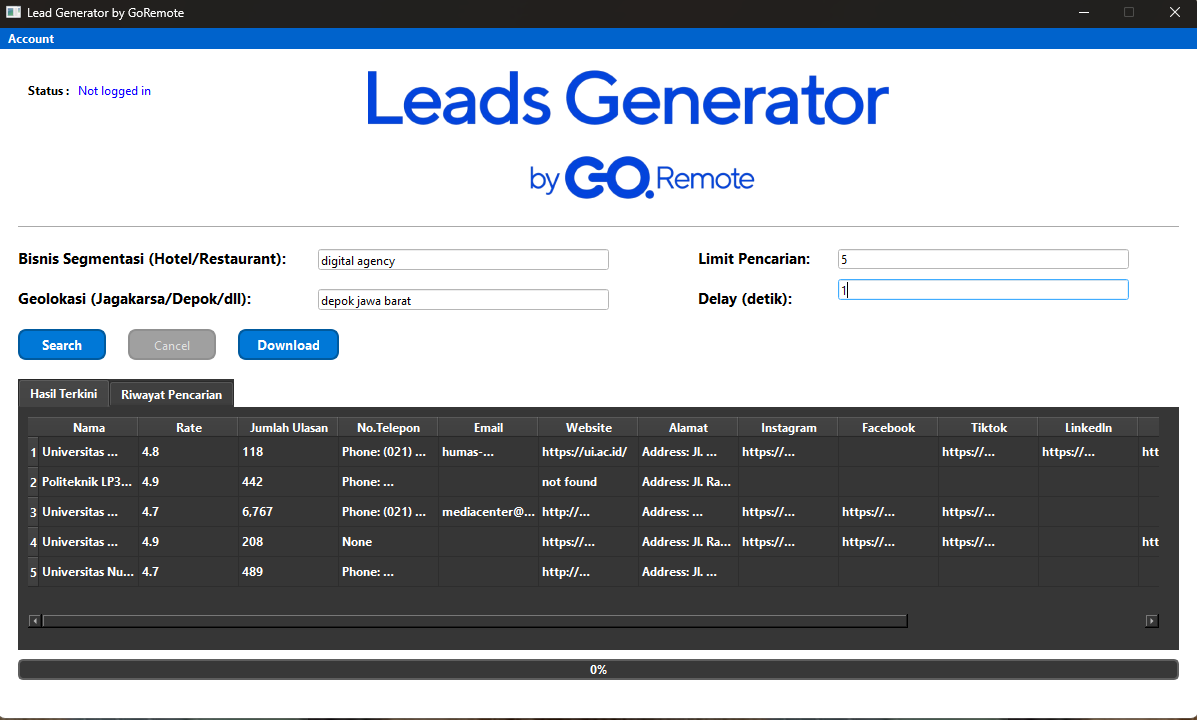 Lead Generator by GoRemote
Account
Status : Not logged in
Leads Generator
by GO.Remote
Bisnis Segmentasi (Hotel/Restaurant): digital agency Limit Pencarian: 5
Geolokasi (Jagakarsa/Depok/dll): depok jawa barat Delay (detik): 1
Search Cancel Download
Hasil Terkini Riwayat Pencarian
Nama Rate Jumlah Ulasan No.Telepon Email Website Alamat Instagram Facebook Tiktok LinkedIn
1 Universitas ... 4.8 118 Phone: (021) ... humas-... https://ui.ac.id/ Address: Jl. ... https://... https://... https://... htt
2 Politeknik LP3... 4.9 442 Phone: ... not found Address: Jl. Ra...
3 Universitas ... 4.7 6,767 Phone: (021) ... mediacenter@... http://... Address: ... https://... https://... https://...
4 Universitas ... 4.9 208 None https://... Address: Jl. Ra... https://... https://... https://... htt
5 Universitas Nu... 4.7 489 Phone: ... http://... Address: Jl. ...
0%